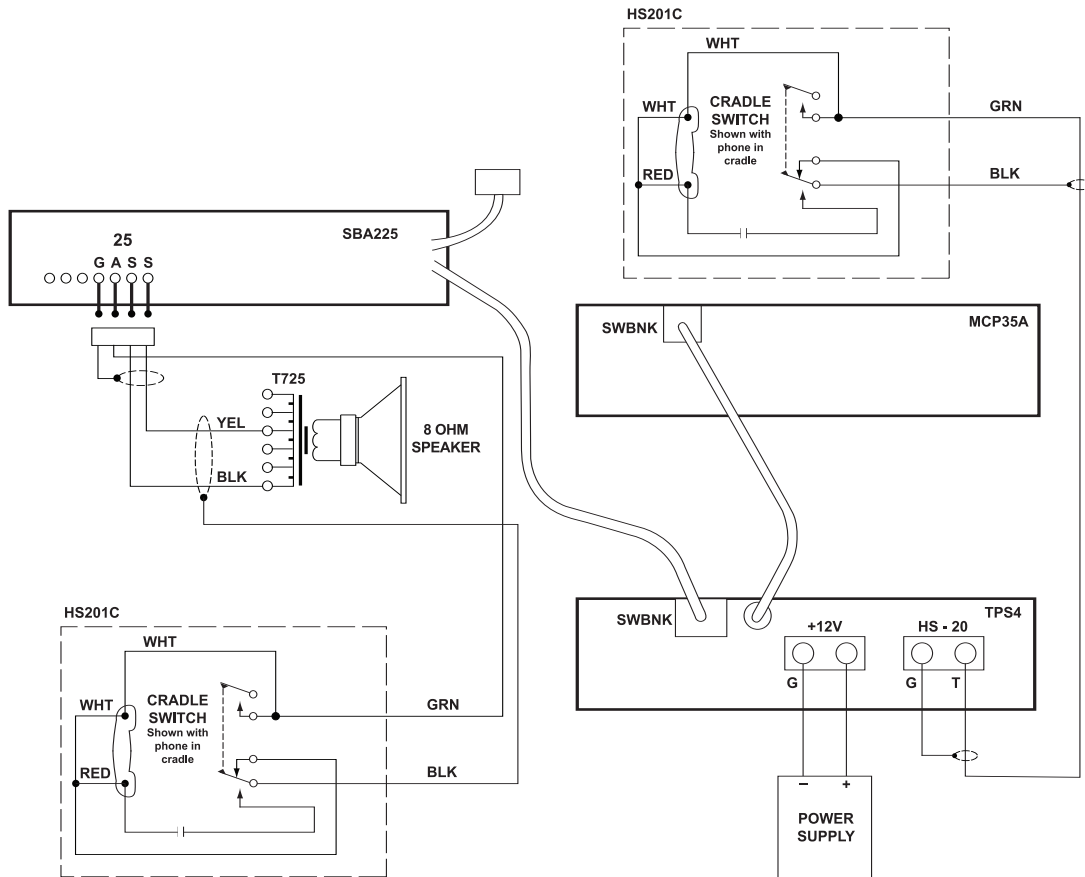 HS201C
WHT
WHT
CRADLE
SWITCH
Shown with
phone in
cradle
GRN
RED
BLK
SBA225
25
G A S S
SWBNK
MCP35A
T725
YEL
8 OHM
SPEAKER
BLK
HS201C
WHT
WHT
CRADLE
SWITCH
Shown with
phone in
cradle
GRN
RED
BLK
SWBNK
TPS4
+12V
HS - 20
G
G
T
−
+
POWER
SUPPLY